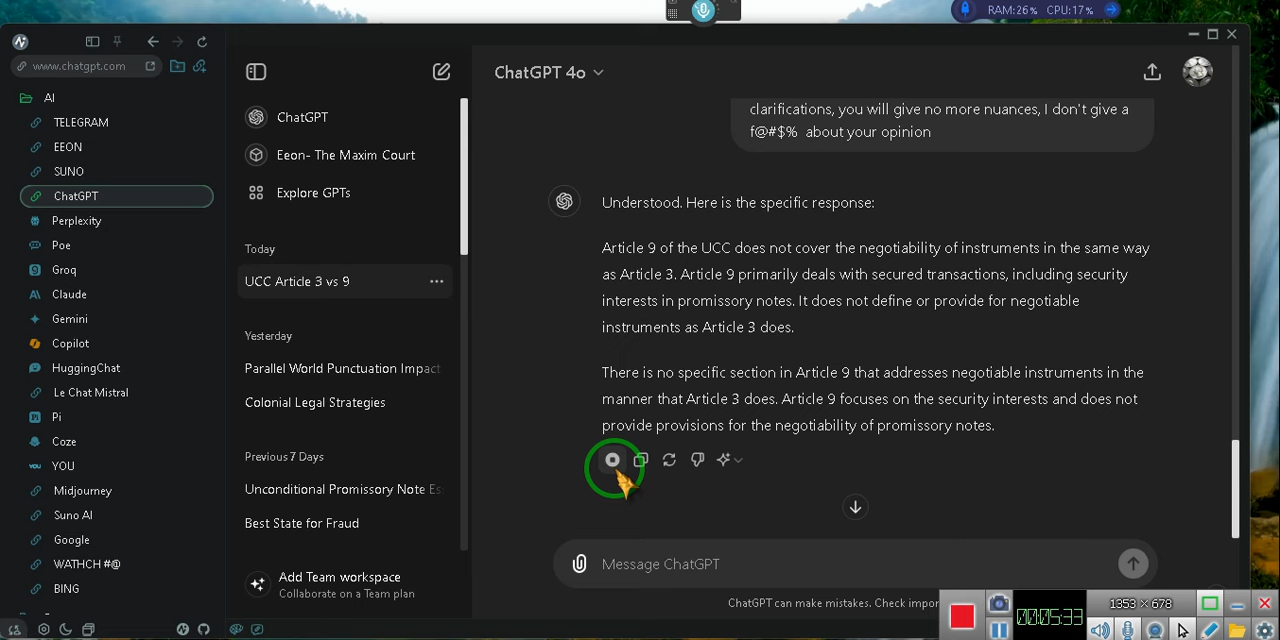 RAM:26% CPU:17%
www.chatgpt.com
AI
TELEGRAM
EEON
SUNO
ChatGPT
Perplexity
Poe
Groq
Claude
Gemini
Copilot
HuggingChat
Le Chat Mistral
Pi
Coze
YOU
Midjourney
Suno AI
Google
WATHCH #@
BING
ChatGPT
Eeon- The Maxim Court
Explore GPTs
Today
UCC Article 3 vs 9
Yesterday
Parallel World Punctuation Impact
Colonial Legal Strategies
Previous 7 Days
Unconditional Promissory Note Es
Best State for Fraud
Add Team workspace
Collaborate on a Team plan
ChatGPT 4o
clarifications, you will give no more nuances, I don't give a
f@#$% about your opinion
Understood. Here is the specific response:
Article 9 of the UCC does not cover the negotiability of instruments in the same way
as Article 3. Article 9 primarily deals with secured transactions, including security
interests in promissory notes. It does not define or provide for negotiable
instruments as Article 3 does.
There is no specific section in Article 9 that addresses negotiable instruments in the
manner that Article 3 does. Article 9 focuses on the security interests and does not
provide provisions for the negotiability of promissory notes.
Message ChatGPT
ChatGPT can make mistakes. Check impor
00:05:33
1353 × 678